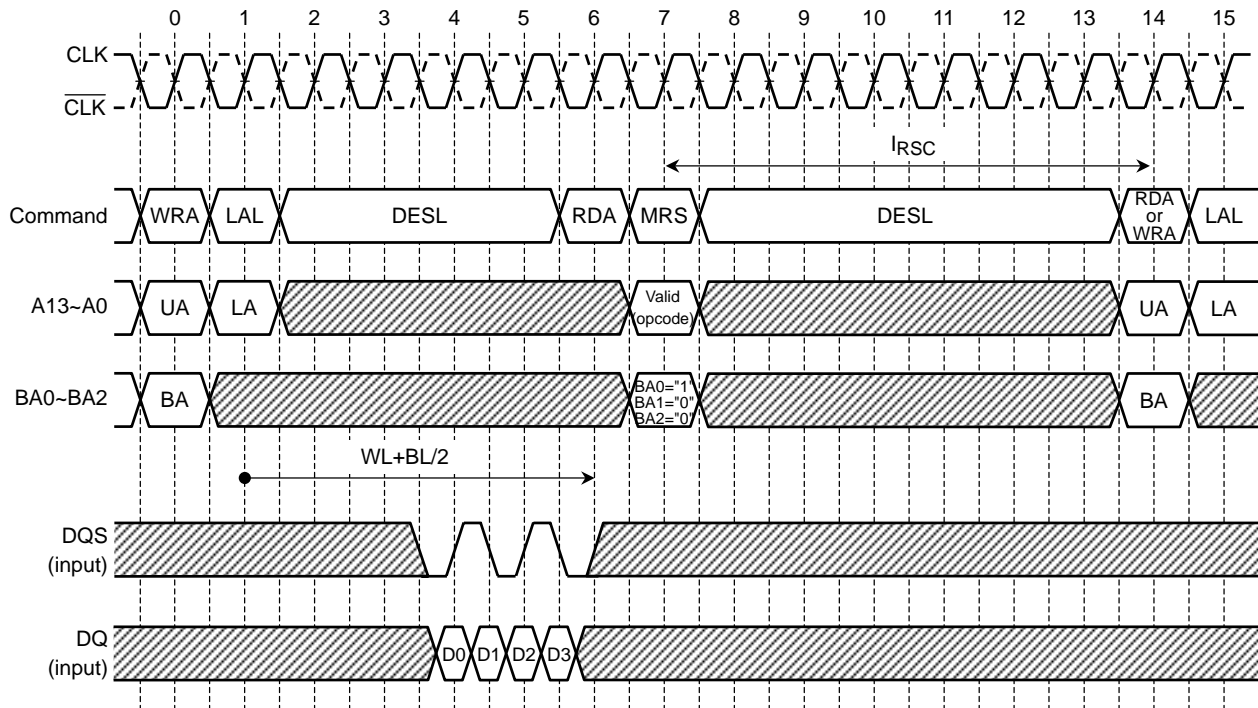 0 1 2 3 4 5 6 7 8 9 10 11 12 13 14 15
CLK
CLK
IRSC
Command WRA LAL DESL RDA MRS DESL RDA or WRA LAL
A13~A0 UA LA Valid (opcode) UA LA
BA0~BA2 BA BA0="1" BA1="0" BA2="0" BA
WL+BL/2
DQS
(input)
DQ
(input)
D0 D1 D2 D3